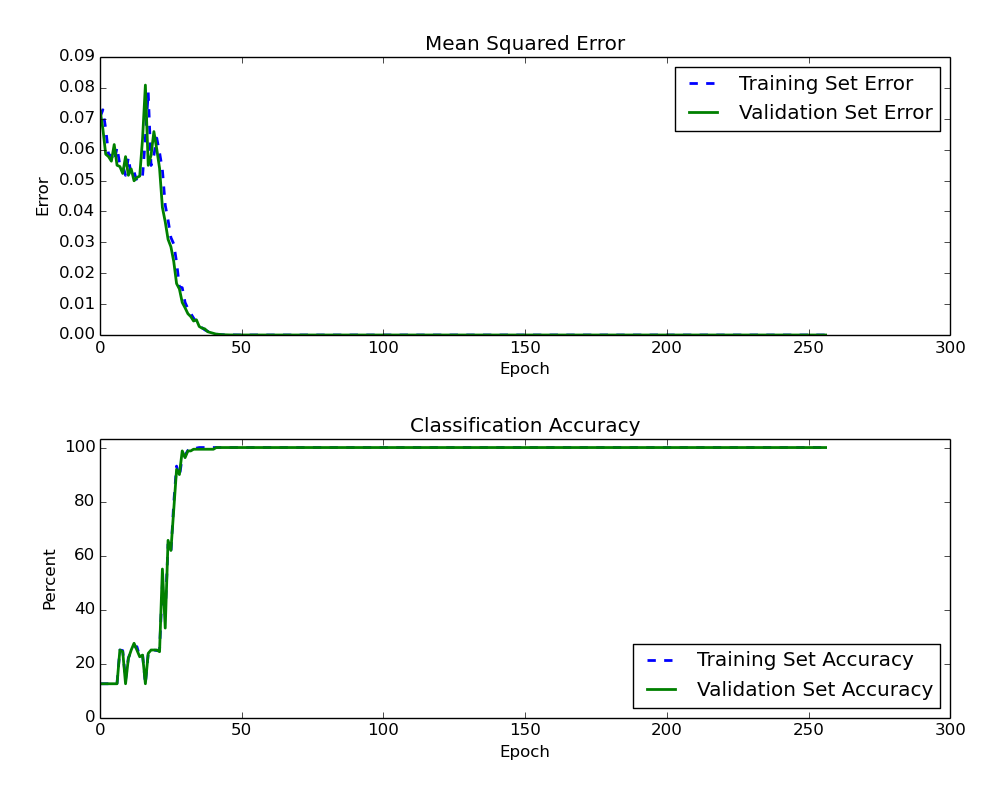 Mean Squared Error
0.09
0.08
0.07
0.06
0.05
0.04
0.03
0.02
0.01
0.00
Error
Training Set Error
Validation Set Error
0 50 100 150 200 250 300
Epoch
Classification Accuracy
100
80
60
40
20
0
Percent
Training Set Accuracy
Validation Set Accuracy
0 50 100 150 200 250 300
Epoch